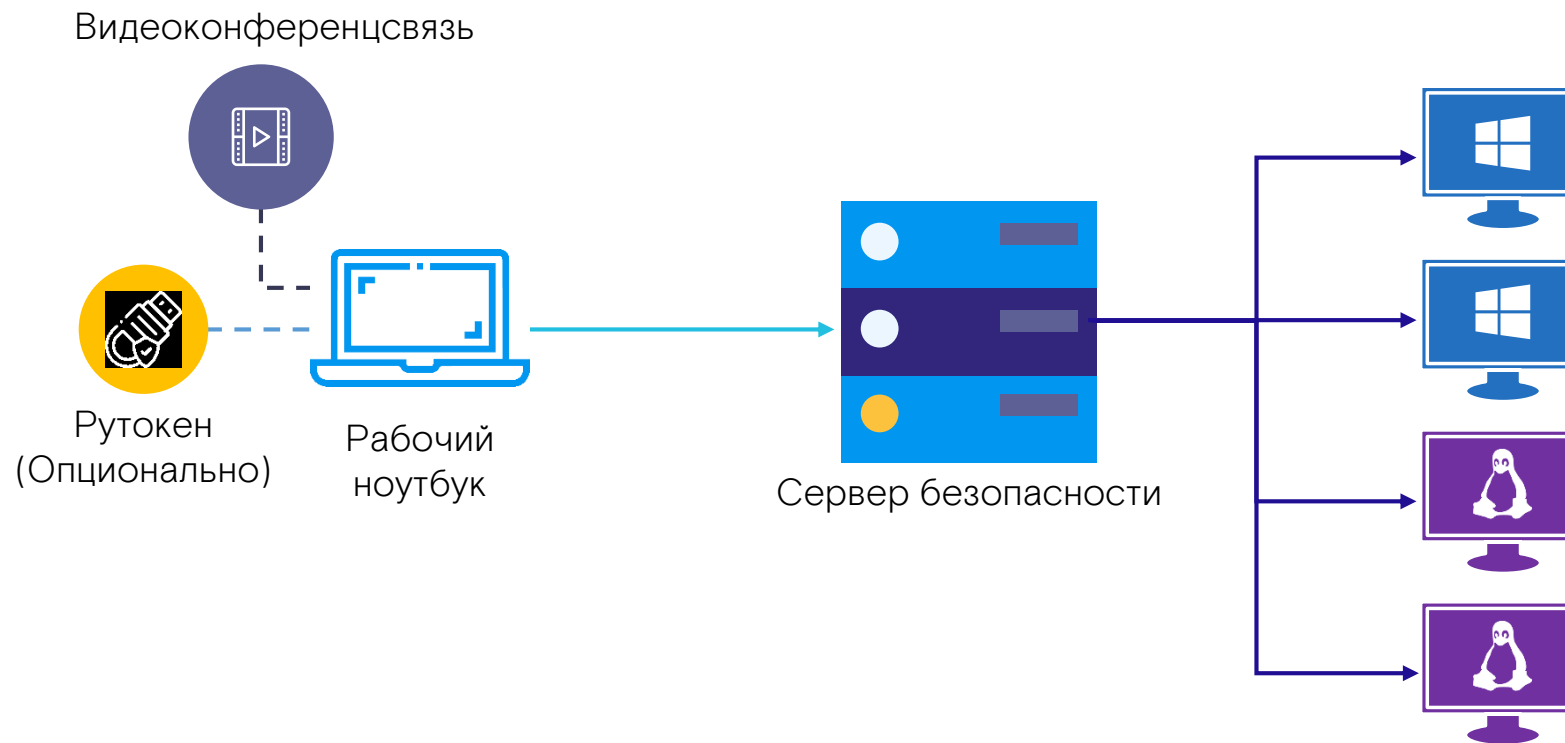 Видеоконференцсвязь
Рутокен
(Опционально)
Рабочий
ноутбук
Сервер безопасности